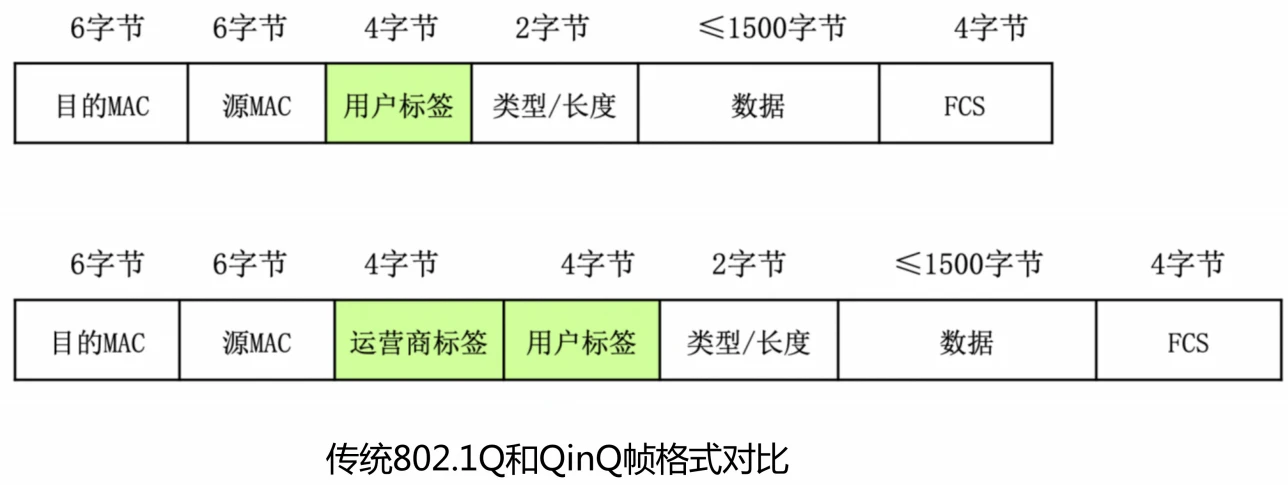 6字节 6字节 4字节 2字节 ≤1500字节 4字节
目的MAC 源MAC 用户标签 类型/长度 数据 FCS
6字节 6字节 4字节 4字节 2字节 ≤1500字节 4字节
目的MAC 源MAC 运营商标签 用户标签 类型/长度 数据 FCS
传统802.1Q和QinQ帧格式对比